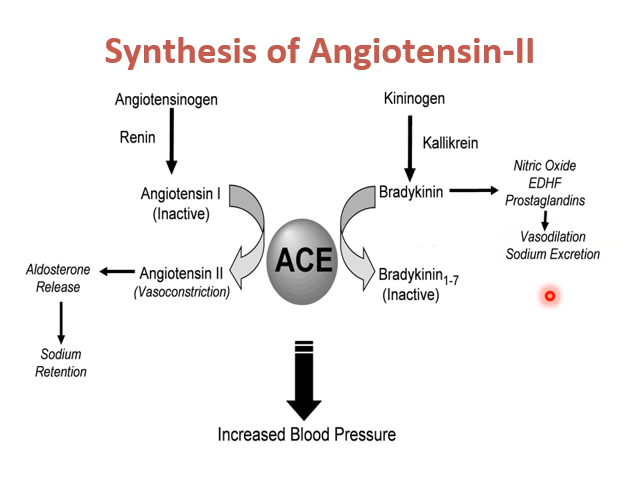 Synthesis of Angiotensin-II
Angiotensinogen
Renin
Angiotensin I
(Inactive)
Angiotensin II
(Vasoconstriction)
Aldosterone
Release
Sodium
Retention
ACE
Kininogen
Kallikrein
Bradykinin
Nitric Oxide
EDHF
Prostaglandins
Vasodilation
Sodium Excretion
Bradykinin1-7
(Inactive)
Increased Blood Pressure